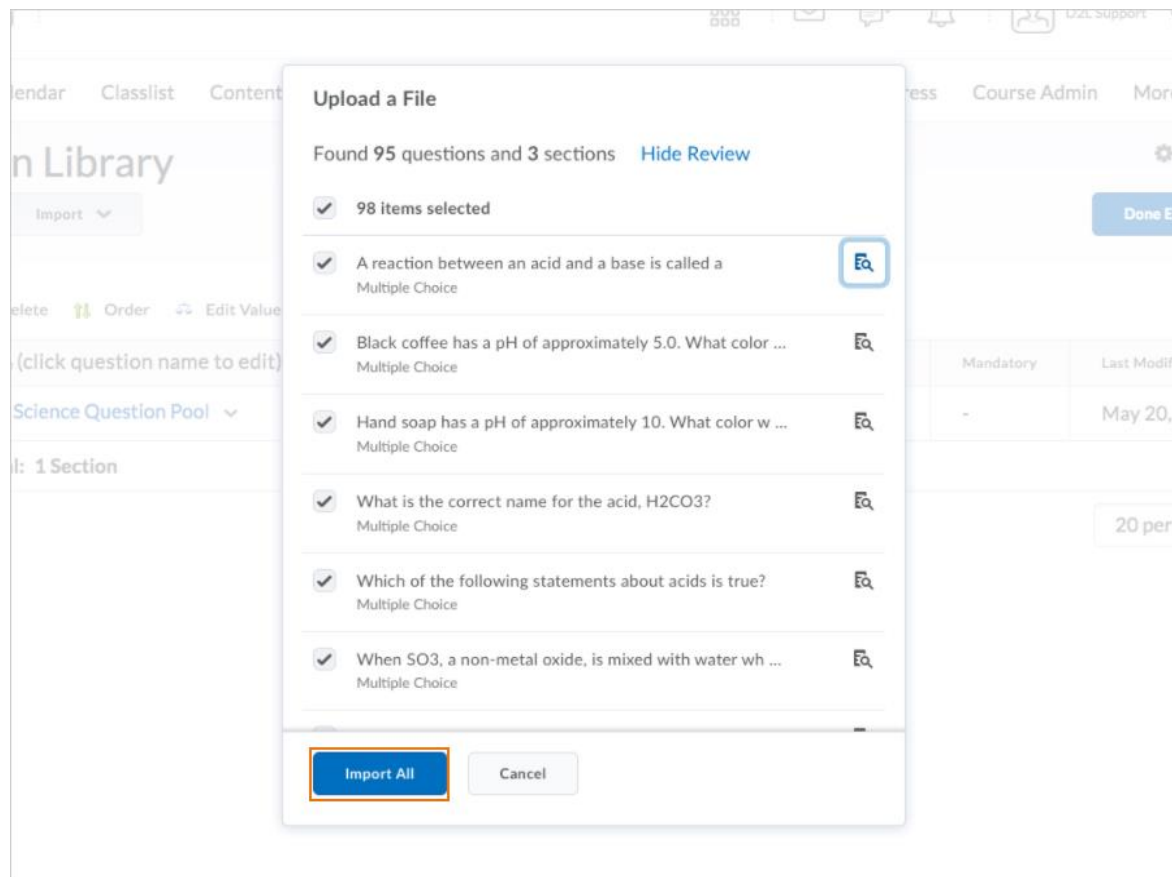 D2L Support
lendar Classlist Content ress Course Admin Mor
n Library
Import
Done E
elete Order Edit Value
(click question name to edit) Mandatory Last Modif
Science Question Pool - May 20,
l: 1 Section
20 per
Upload a File
Found 95 questions and 3 sections Hide Review
98 items selected
A reaction between an acid and a base is called a
Multiple Choice
Black coffee has a pH of approximately 5.0. What color ...
Multiple Choice
Hand soap has a pH of approximately 10. What color w ...
Multiple Choice
What is the correct name for the acid, H2CO3?
Multiple Choice
Which of the following statements about acids is true?
Multiple Choice
When SO3, a non-metal oxide, is mixed with water wh ...
Multiple Choice
Import All Cancel